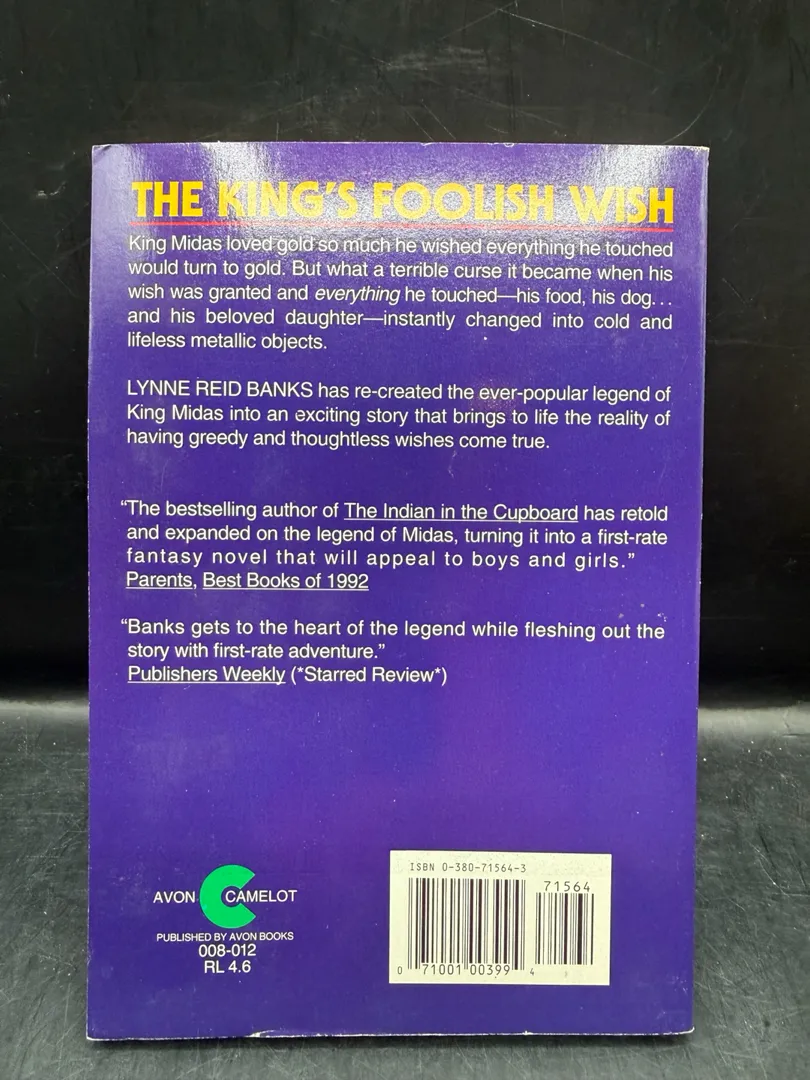 THE KING'S FOOLISH WISH
King Midas loved gold so much he wished everything he touched
would turn to gold. But what a terrible curse it became when his
wish was granted and everything he touched—his food, his dog...
and his beloved daughter—instantly changed into cold and
lifeless metallic objects.
LYNNE REID BANKS has re-created the ever-popular legend of
King Midas into an exciting story that brings to life the reality of
having greedy and thoughtless wishes come true.
“The bestselling author of The Indian in the Cupboard has retold
and expanded on the legend of Midas, turning it into a first-rate
fantasy novel that will appeal to boys and girls.”
Parents, Best Books of 1992
“Banks gets to the heart of the legend while fleshing out the
story with first-rate adventure.”
Publishers Weekly (*Starred Review*)
AVON CAMELOT
PUBLISHED BY AVON BOOKS
008-012
RL 4.6
ISBN 0-380-71564-3
71564
0 71001 00399 4